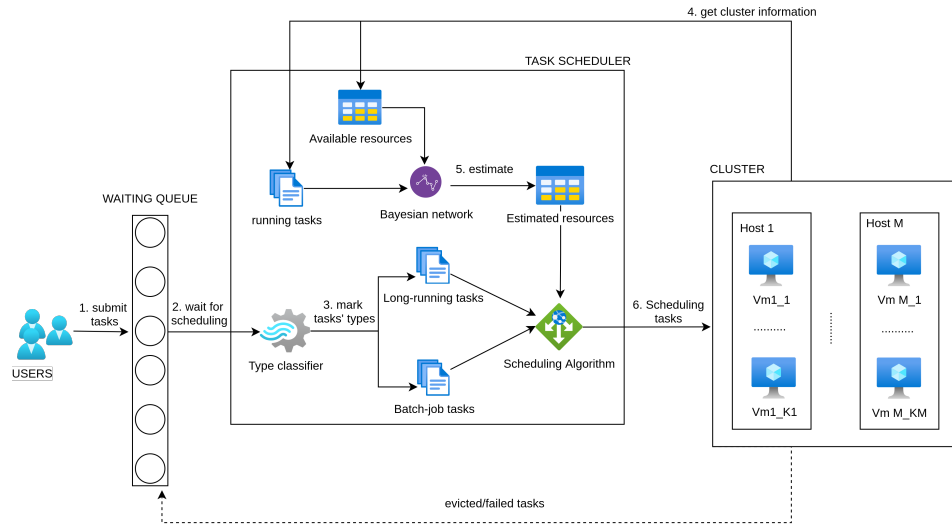 4. get cluster information
TASK SCHEDULER
Available resources
5. estimate
CLUSTER
WAITING QUEUE
running tasks
Bayesian network
Estimated resources
Host 1
Host M
Vm1_1
Vm M_1
1. submit
tasks
2. wait for
scheduling
3. mark
tasks' types
Long-running tasks
6. Scheduling
tasks
USERS
Type classifier
Scheduling Algorithm
Batch-job tasks
Vm1_K1
Vm M_KM
evicted/failed tasks